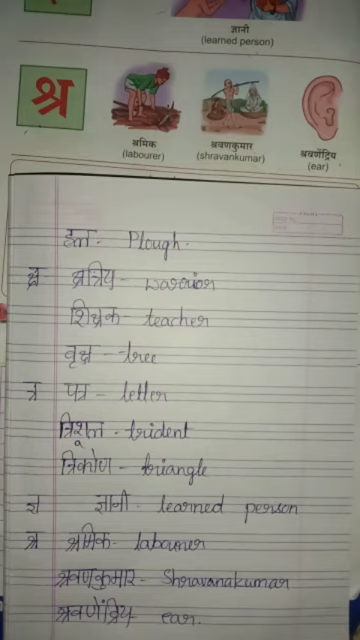 ज्ञानी
(learned person)
श्र
श्रमिक
(labourer)
श्रवणकुमार
(shravankumar)
श्रवणेंद्रिय
(ear)
हल - Plough.
क्ष क्षत्रिय - warrior
शिक्षक - teacher
वृक्ष - tree
त्र पत्र - letter
त्रिशूल - trident
त्रिकोण - triangle
ज्ञ ज्ञानी - learned person
श्र श्रमिक - labourer
श्रवणकुमार - Shravanakumar
श्रवणेंद्रिय ear.